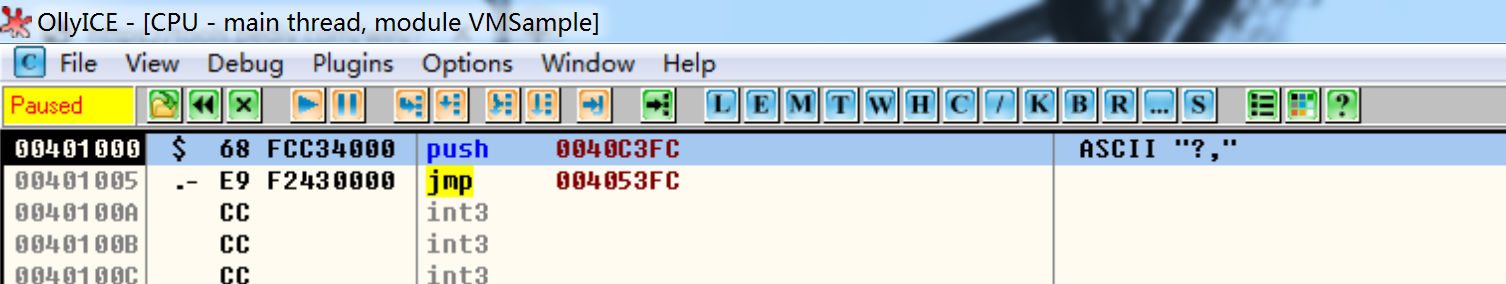 OllyICE - [CPU - main thread, module VMSample]
C File View Debug Plugins Options Window Help
Paused L E M T W H C / K B R ... S ?
00401000 $ 68 FCC34000 push 0040C3FC ASCII "?,"
00401005 .- E9 F2430000 jmp 004053FC
0040100A CC int3
0040100B CC int3
0040100C CC int3